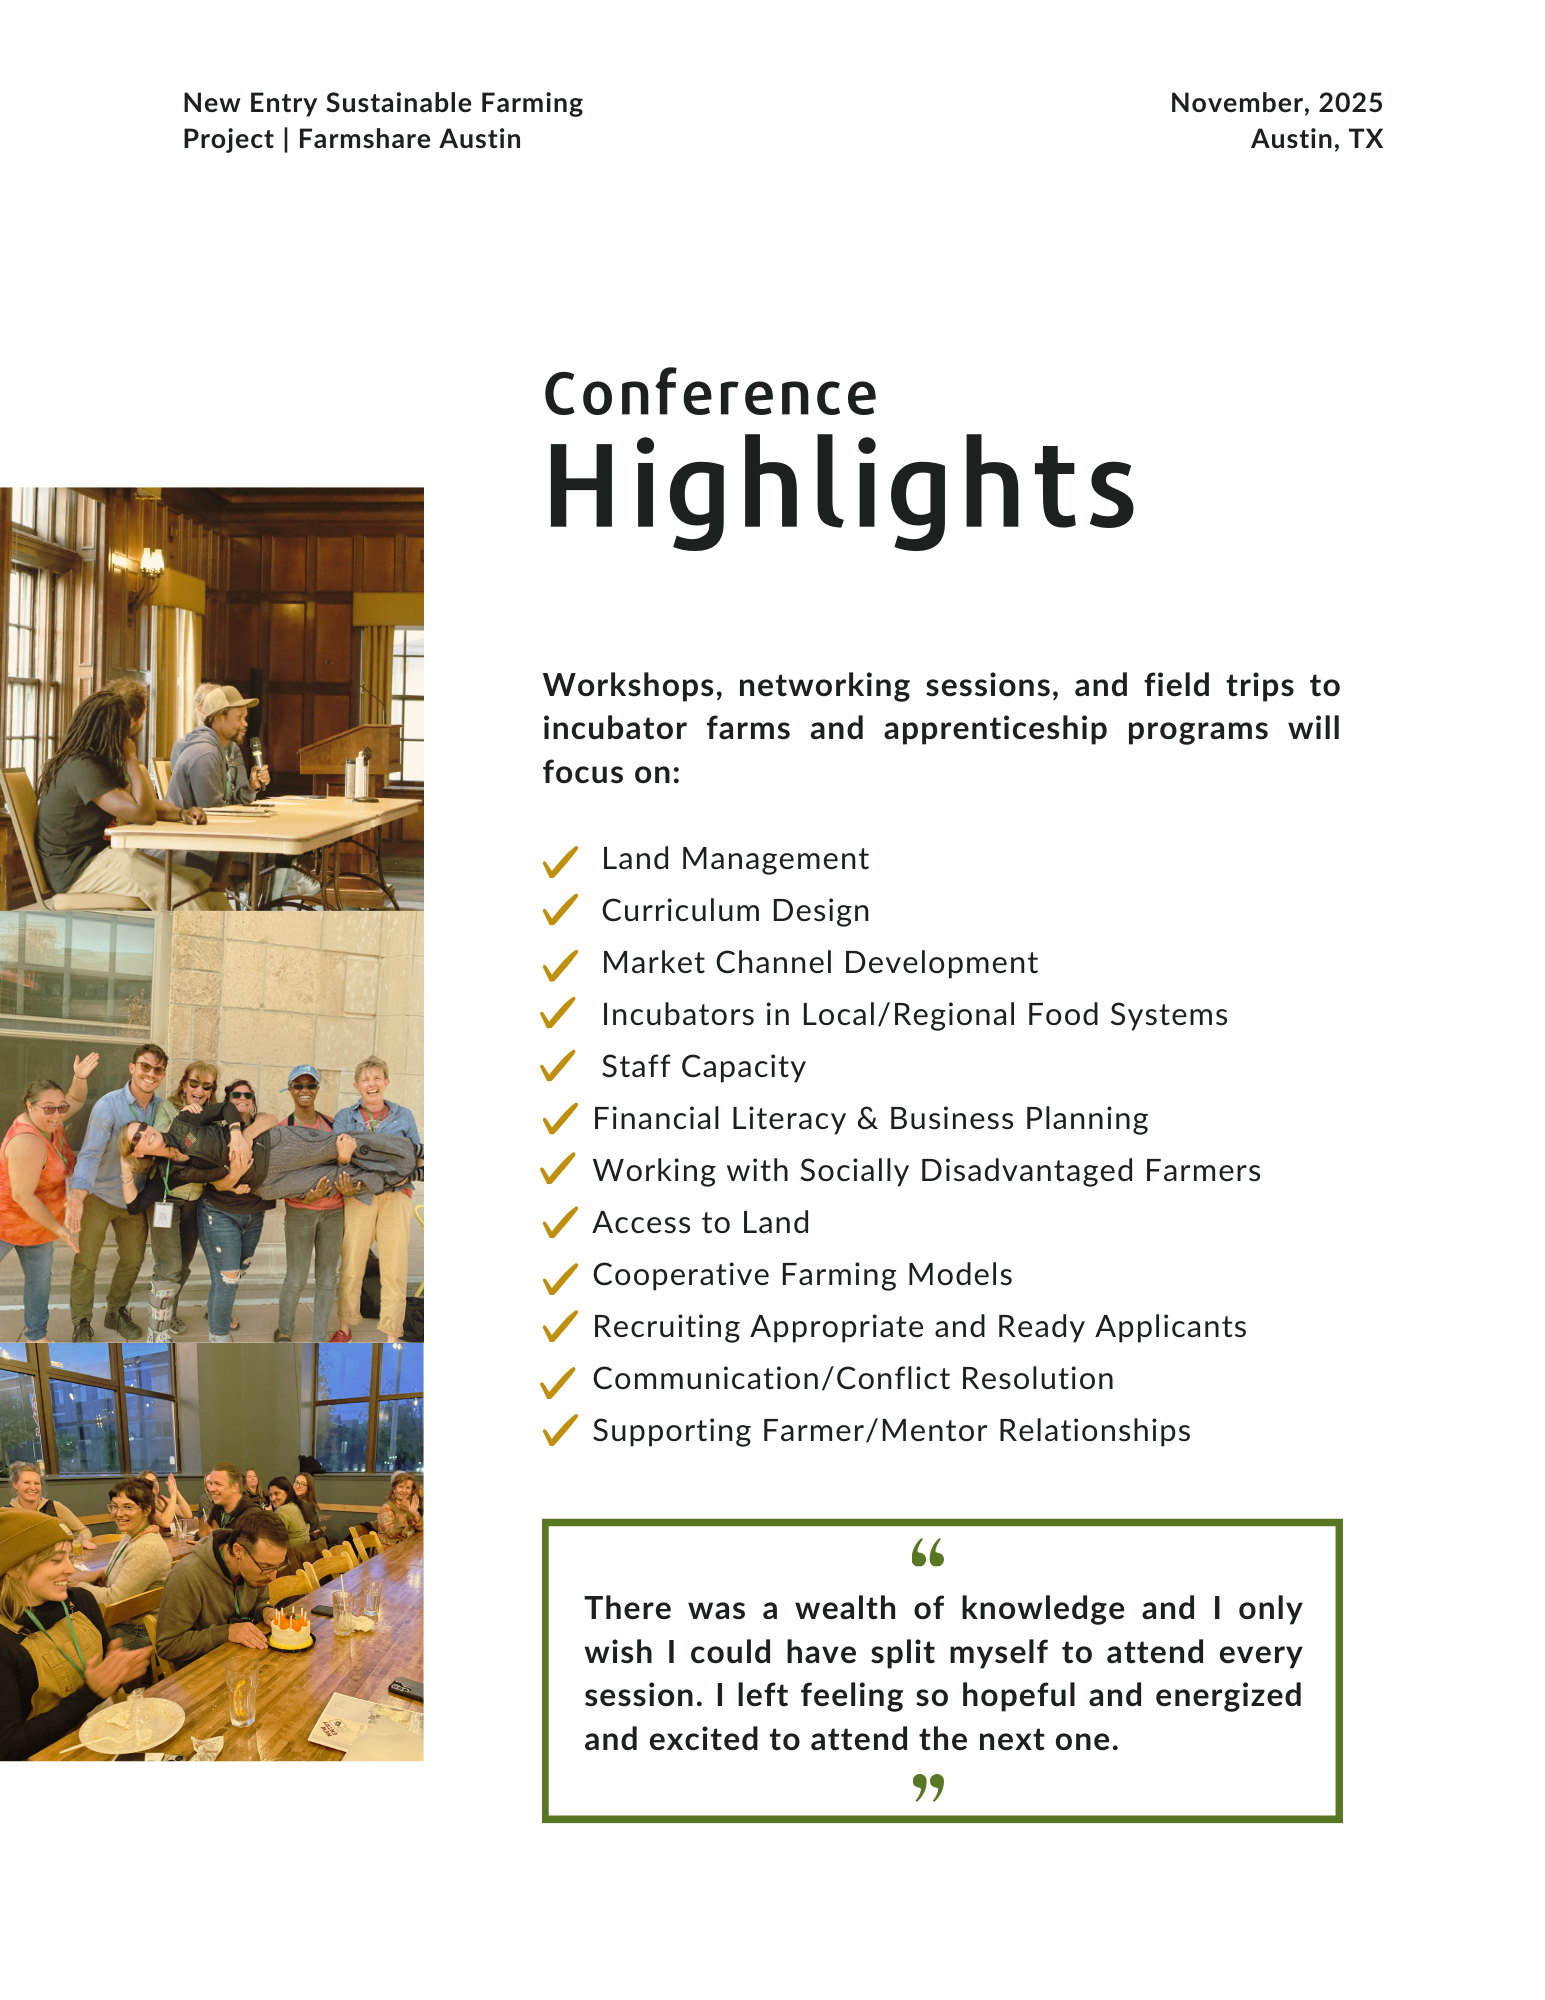 New Entry Sustainable Farming
Project | Farmshare Austin
November, 2025
Austin, TX
Conference
Highlights
Workshops, networking sessions, and field trips to
incubator farms and apprenticeship programs will
focus on:
Land Management
Curriculum Design
Market Channel Development
Incubators in Local/Regional Food Systems
Staff Capacity
Financial Literacy & Business Planning
Working with Socially Disadvantaged Farmers
Access to Land
Cooperative Farming Models
Recruiting Appropriate and Ready Applicants
Communication/Conflict Resolution
Supporting Farmer/Mentor Relationships
“
There was a wealth of knowledge and I only
wish I could have split myself to attend every
session. I left feeling so hopeful and energized
and excited to attend the next one.
”